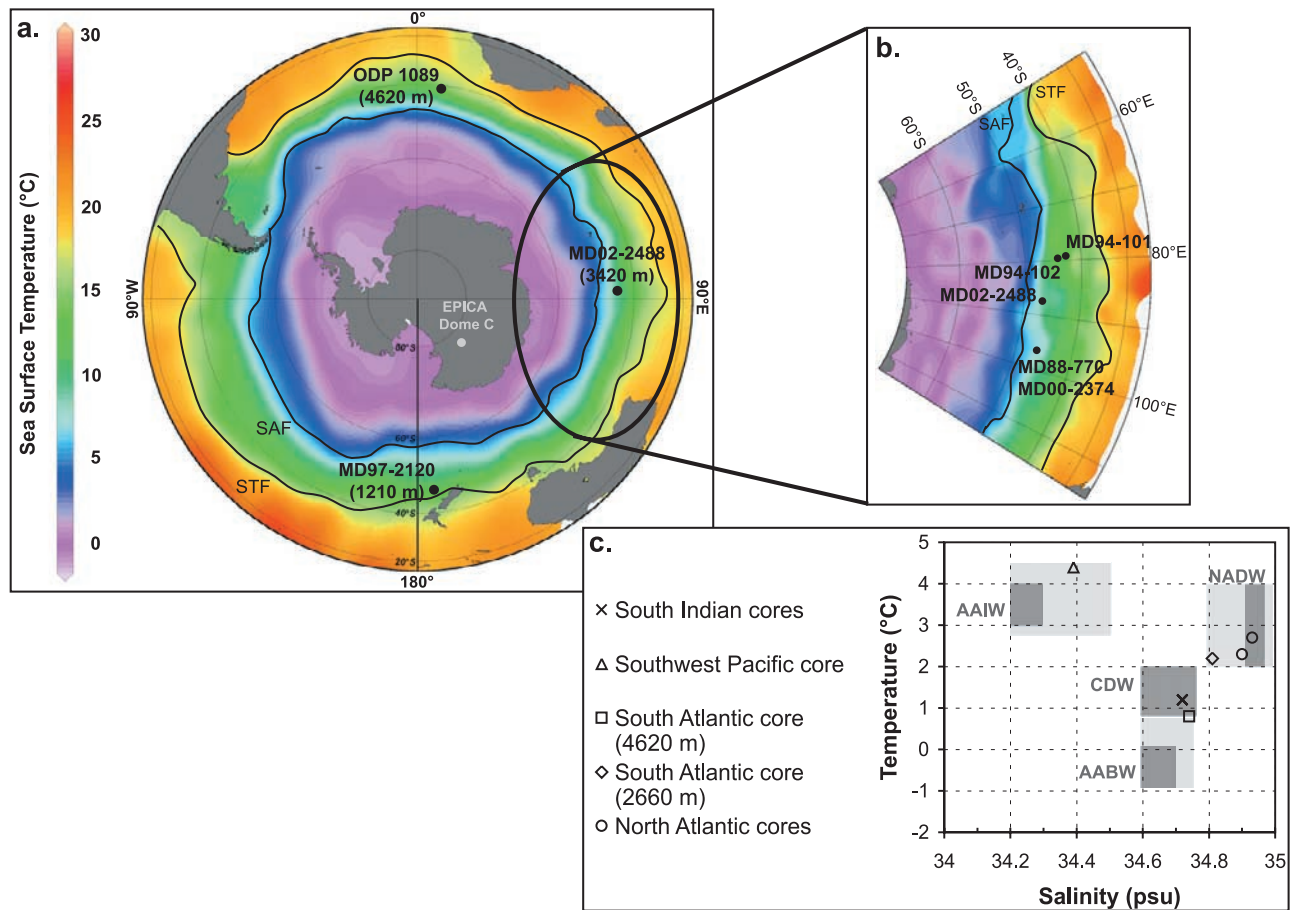 a.
Sea Surface Temperature (°C)
30
25
20
15
10
5
0
0°
90°W
90°E
180°
ODP 1089
(4620 m)
MD02-2488
(3420 m)
EPICA
Dome C
80°S
60°S
40°S
20°S
SAF
STF
MD97-2120
(1210 m)
b.
60°S
50°S
40°S
SAF
STF
60°E
80°E
100°E
MD94-101
MD94-102
MD02-2488
MD88-770
MD00-2374
c.
× South Indian cores
△ Southwest Pacific core
□ South Atlantic core
(4620 m)
◇ South Atlantic core
(2660 m)
○ North Atlantic cores
Temperature (°C)
5
4
3
2
1
0
-1
-2
AAIW
NADW
CDW
AABW
34 34.2 34.4 34.6 34.8 35
Salinity (psu)